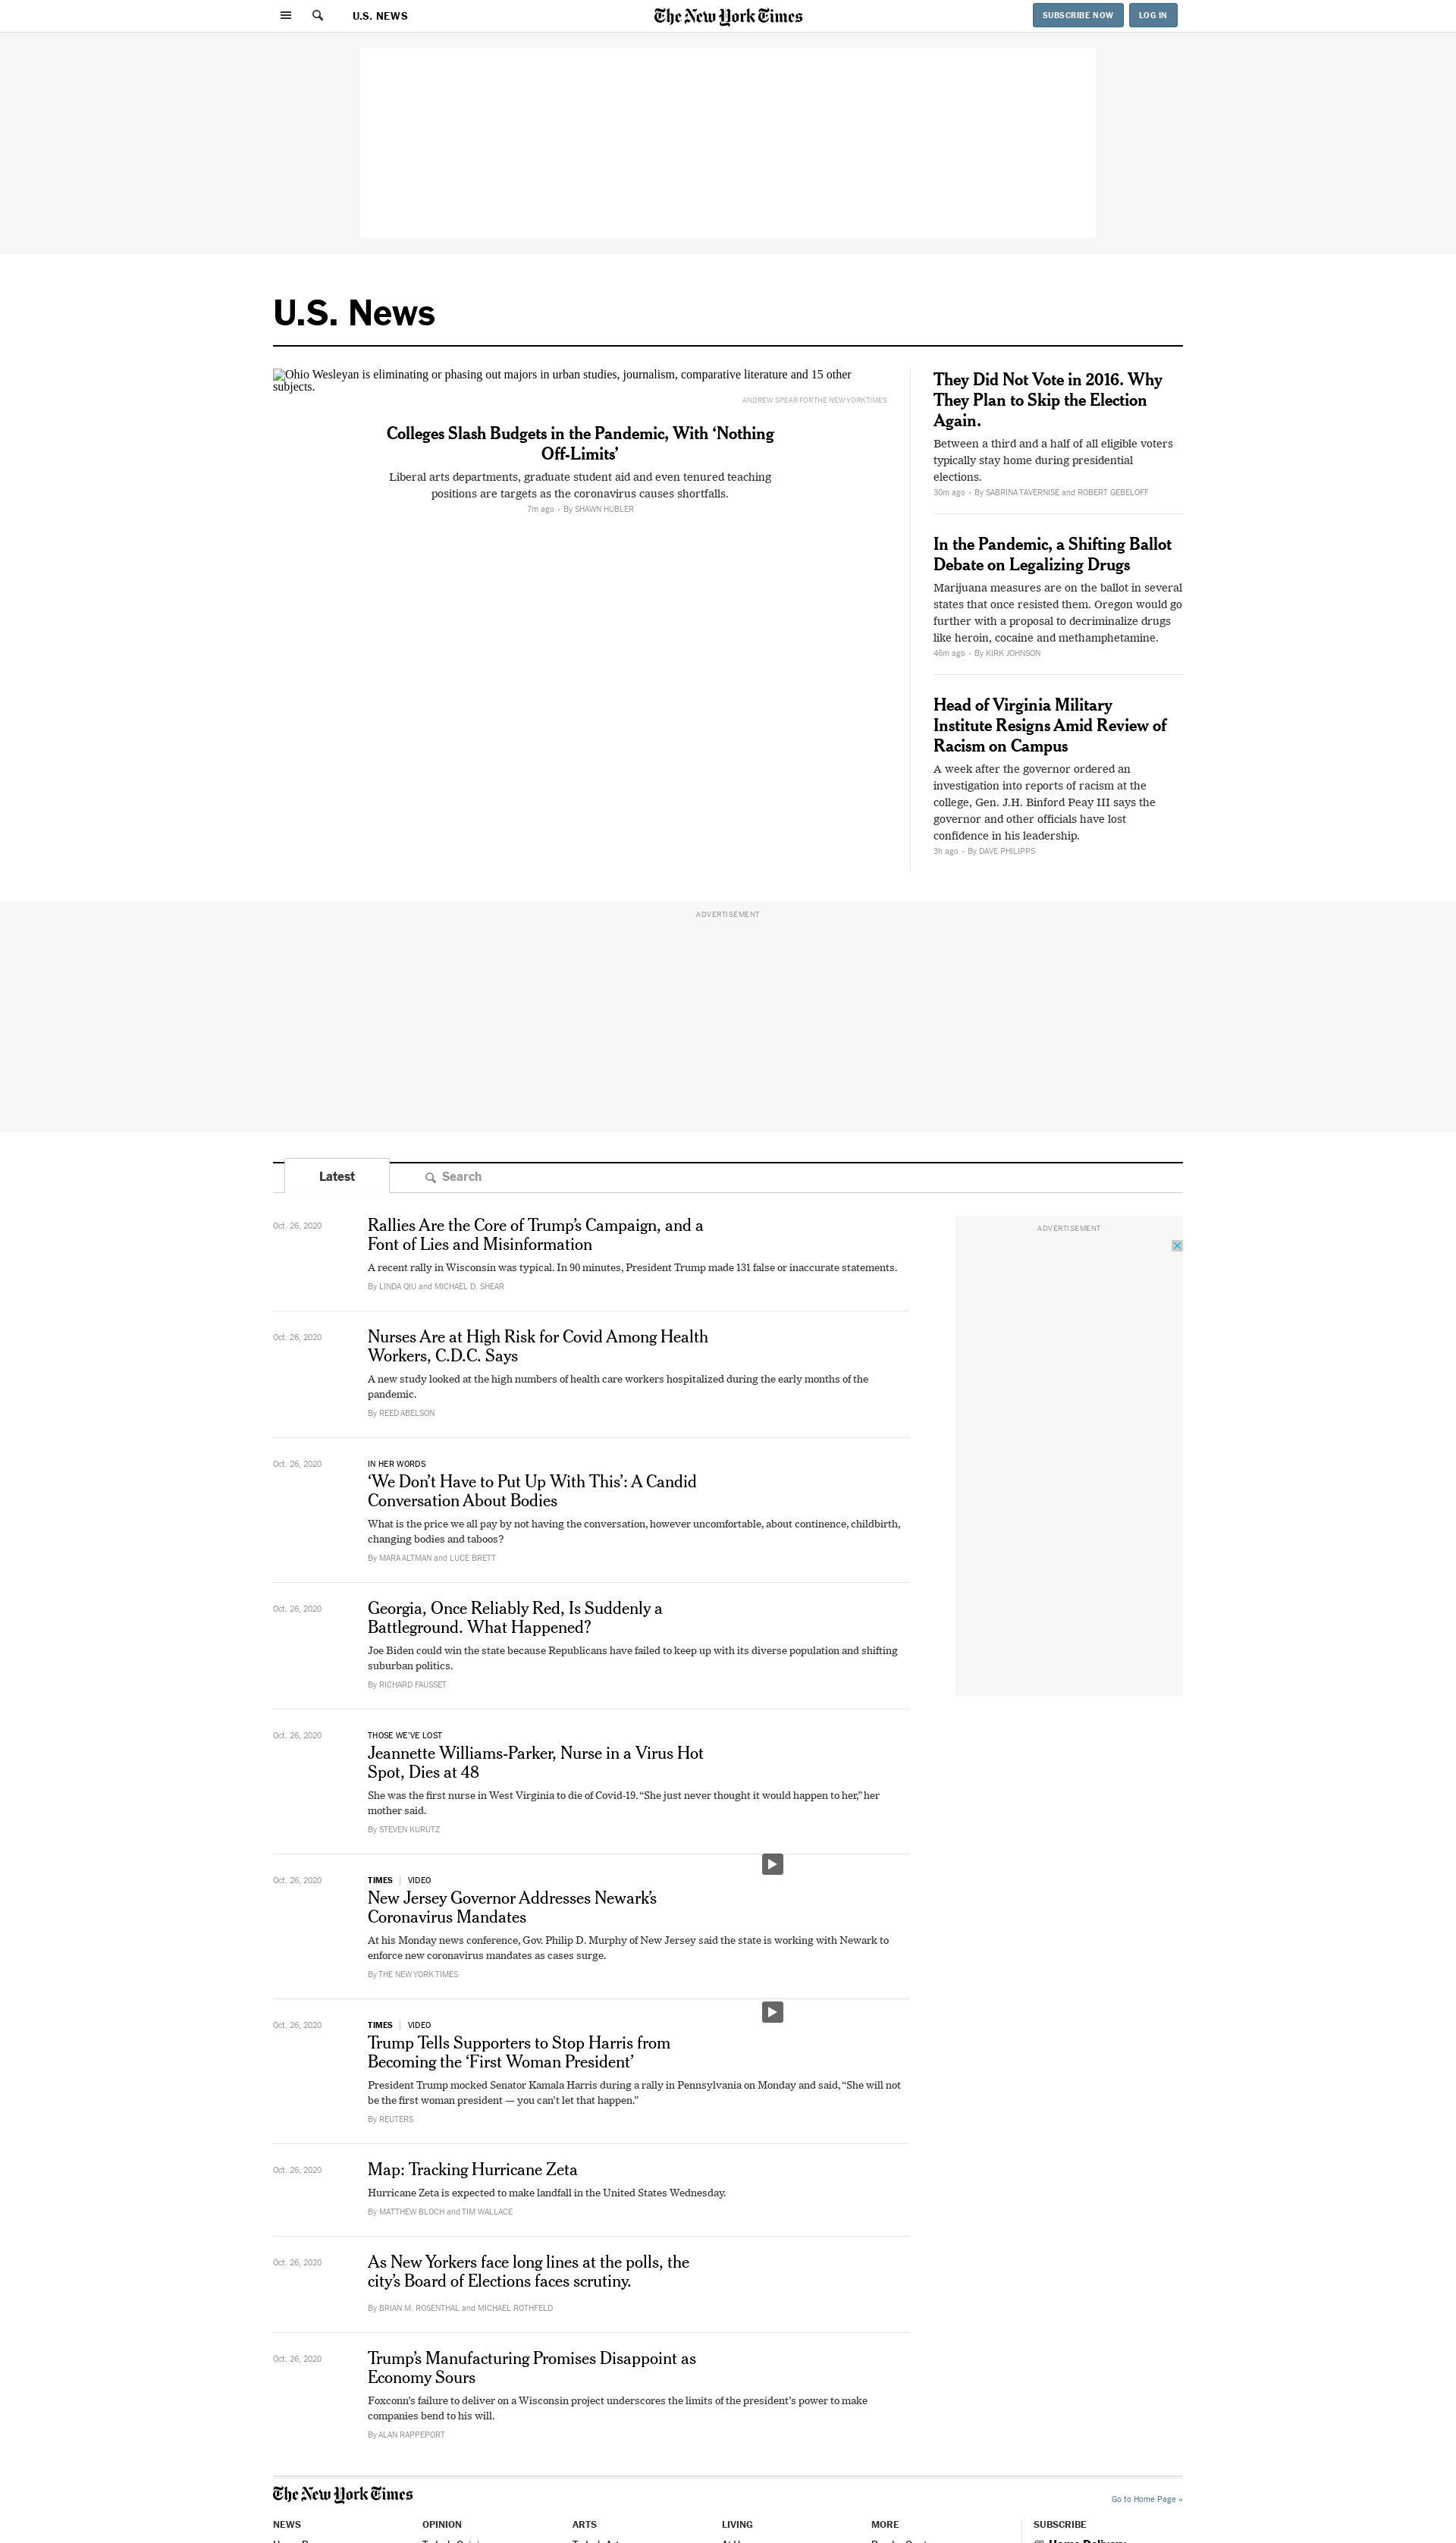 U.S. NEWS
The New York Times
SUBSCRIBE NOW
LOG IN
U.S. News
Ohio Wesleyan is eliminating or phasing out majors in urban studies, journalism, comparative literature and 15 other
subjects.
ANDREW SPEAR FOR THE NEW YORK TIMES
Colleges Slash Budgets in the Pandemic, With ‘Nothing
Off-Limits’
Liberal arts departments, graduate student aid and even tenured teaching
positions are targets as the coronavirus causes shortfalls.
7m ago • By SHAWN HUBLER
They Did Not Vote in 2016. Why
They Plan to Skip the Election
Again.
Between a third and a half of all eligible voters
typically stay home during presidential
elections.
30m ago • By SABRINA TAVERNISE and ROBERT GEBELOFF
In the Pandemic, a Shifting Ballot
Debate on Legalizing Drugs
Marijuana measures are on the ballot in several
states that once resisted them. Oregon would go
further with a proposal to decriminalize drugs
like heroin, cocaine and methamphetamine.
46m ago • By KIRK JOHNSON
Head of Virginia Military
Institute Resigns Amid Review of
Racism on Campus
A week after the governor ordered an
investigation into reports of racism at the
college, Gen. J.H. Binford Peay III says the
governor and other officials have lost
confidence in his leadership.
3h ago • By DAVE PHILIPPS
ADVERTISEMENT
Latest
Search
ADVERTISEMENT
Oct. 26, 2020
Rallies Are the Core of Trump’s Campaign, and a
Font of Lies and Misinformation
A recent rally in Wisconsin was typical. In 90 minutes, President Trump made 131 false or inaccurate statements.
By LINDA QIU and MICHAEL D. SHEAR
Oct. 26, 2020
Nurses Are at High Risk for Covid Among Health
Workers, C.D.C. Says
A new study looked at the high numbers of health care workers hospitalized during the early months of the
pandemic.
By REED ABELSON
Oct. 26, 2020
IN HER WORDS
‘We Don’t Have to Put Up With This’: A Candid
Conversation About Bodies
What is the price we all pay by not having the conversation, however uncomfortable, about continence, childbirth,
changing bodies and taboos?
By MARA ALTMAN and LUCE BRETT
Oct. 26, 2020
Georgia, Once Reliably Red, Is Suddenly a
Battleground. What Happened?
Joe Biden could win the state because Republicans have failed to keep up with its diverse population and shifting
suburban politics.
By RICHARD FAUSSET
Oct. 26, 2020
THOSE WE’VE LOST
Jeannette Williams-Parker, Nurse in a Virus Hot
Spot, Dies at 48
She was the first nurse in West Virginia to die of Covid-19. “She just never thought it would happen to her,” her
mother said.
By STEVEN KURUTZ
Oct. 26, 2020
TIMES | VIDEO
New Jersey Governor Addresses Newark’s
Coronavirus Mandates
At his Monday news conference, Gov. Philip D. Murphy of New Jersey said the state is working with Newark to
enforce new coronavirus mandates as cases surge.
By THE NEW YORK TIMES
Oct. 26, 2020
TIMES | VIDEO
Trump Tells Supporters to Stop Harris from
Becoming the ‘First Woman President’
President Trump mocked Senator Kamala Harris during a rally in Pennsylvania on Monday and said, “She will not
be the first woman president — you can’t let that happen.”
By REUTERS
Oct. 26, 2020
Map: Tracking Hurricane Zeta
Hurricane Zeta is expected to make landfall in the United States Wednesday.
By MATTHEW BLOCH and TIM WALLACE
Oct. 26, 2020
As New Yorkers face long lines at the polls, the
city’s Board of Elections faces scrutiny.
By BRIAN M. ROSENTHAL and MICHAEL ROTHFELD
Oct. 26, 2020
Trump’s Manufacturing Promises Disappoint as
Economy Sours
Foxconn’s failure to deliver on a Wisconsin project underscores the limits of the president’s power to make
companies bend to his will.
By ALAN RAPPEPORT
The New York Times
Go to Home Page »
NEWS
OPINION
ARTS
LIVING
MORE
SUBSCRIBE
Home Delivery